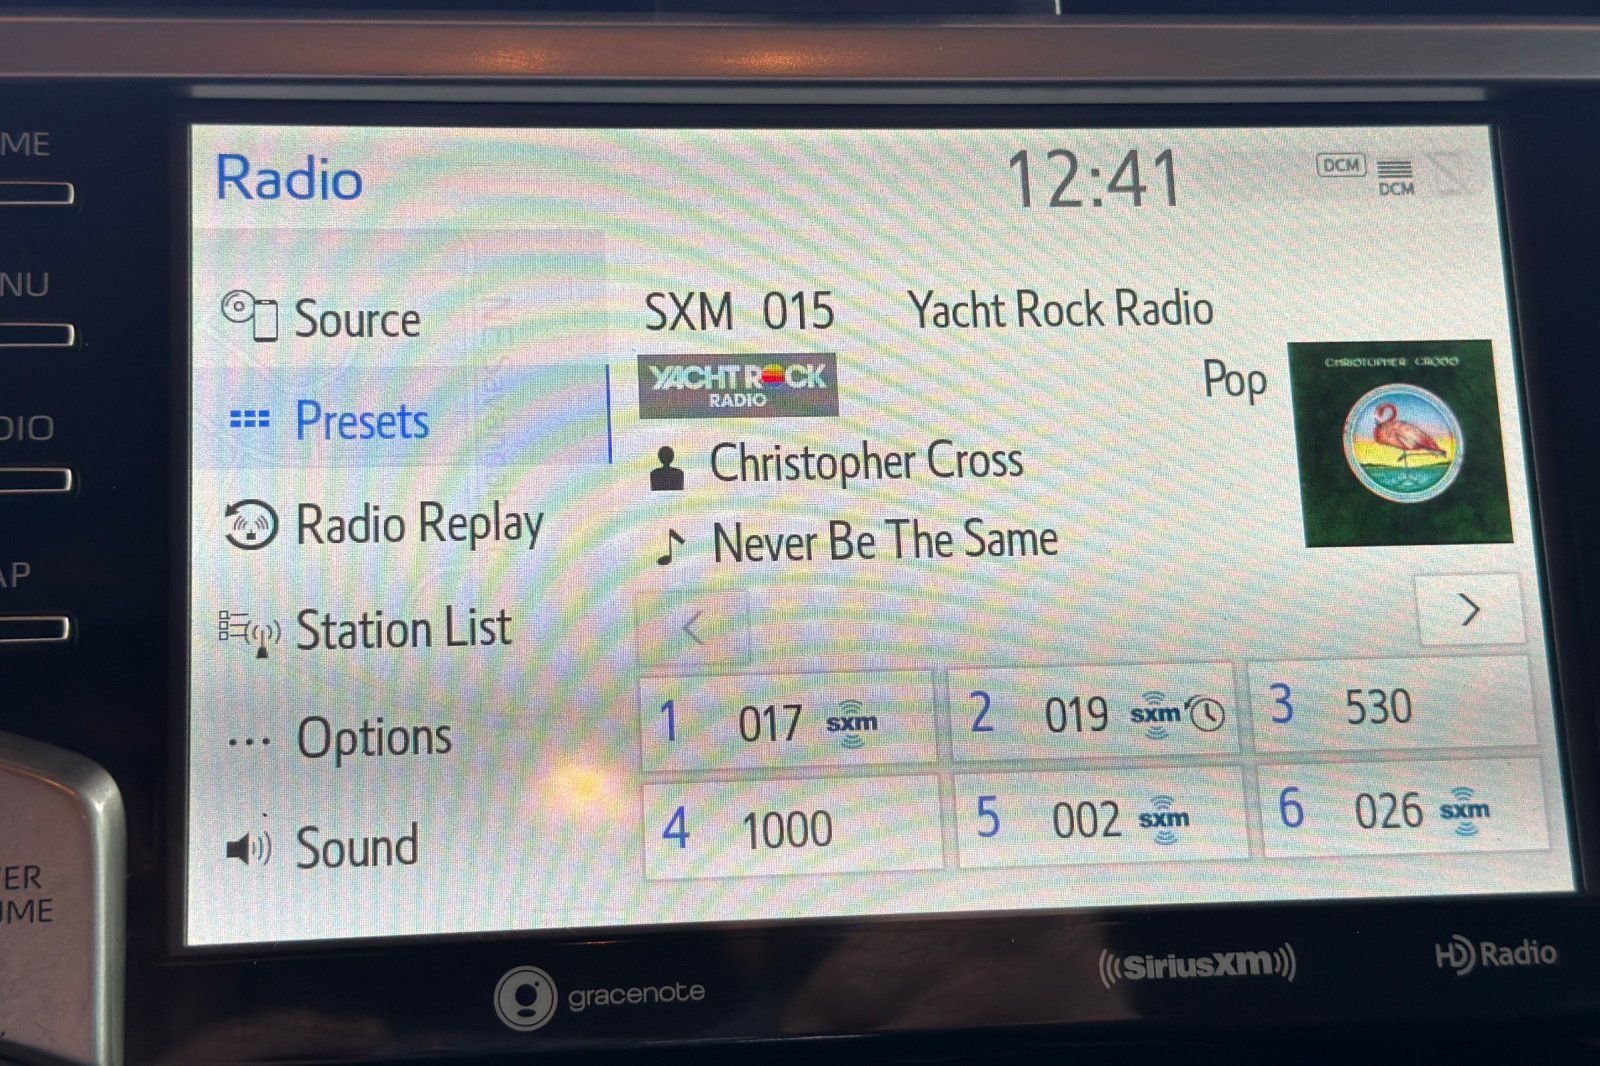 ME
NU
DIO
AP
ER
UME
Radio
12:41
DCM
DCM
Source
Presets
Radio Replay
Station List
... Options
Sound
SXM 015 Yacht Rock Radio
YACHT ROCK
RADIO
Pop
CHRISTOPHER CROSS
Christopher Cross
Never Be The Same
<
>
1 017 sxm
2 019 sxm
3 530
4 1000
5 002 sxm
6 026 sxm
gracenote
((SiriusXM))
HD Radio